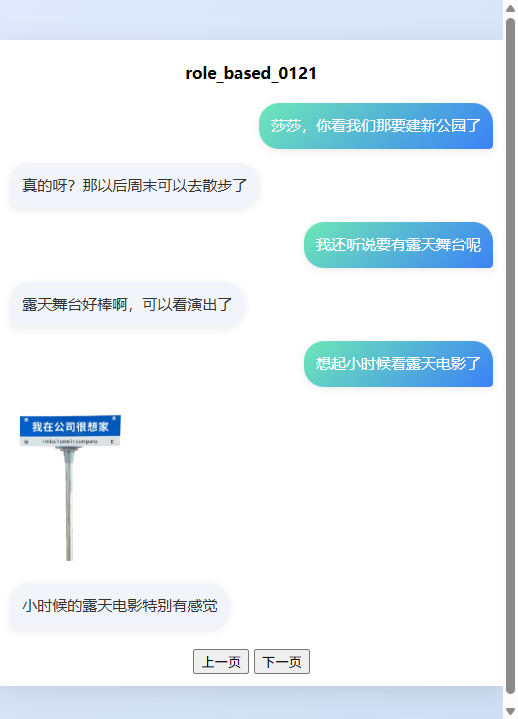 role_based_0121
莎莎，你看我们那要建新公园了
真的呀？那以后周末可以去散步了
我还听说要有露天舞台呢
露天舞台好棒啊，可以看演出了
想起小时候看露天电影了
我在公司很想家
W I miss home in company E
小时候的露天电影特别有感觉
上一页 下一页